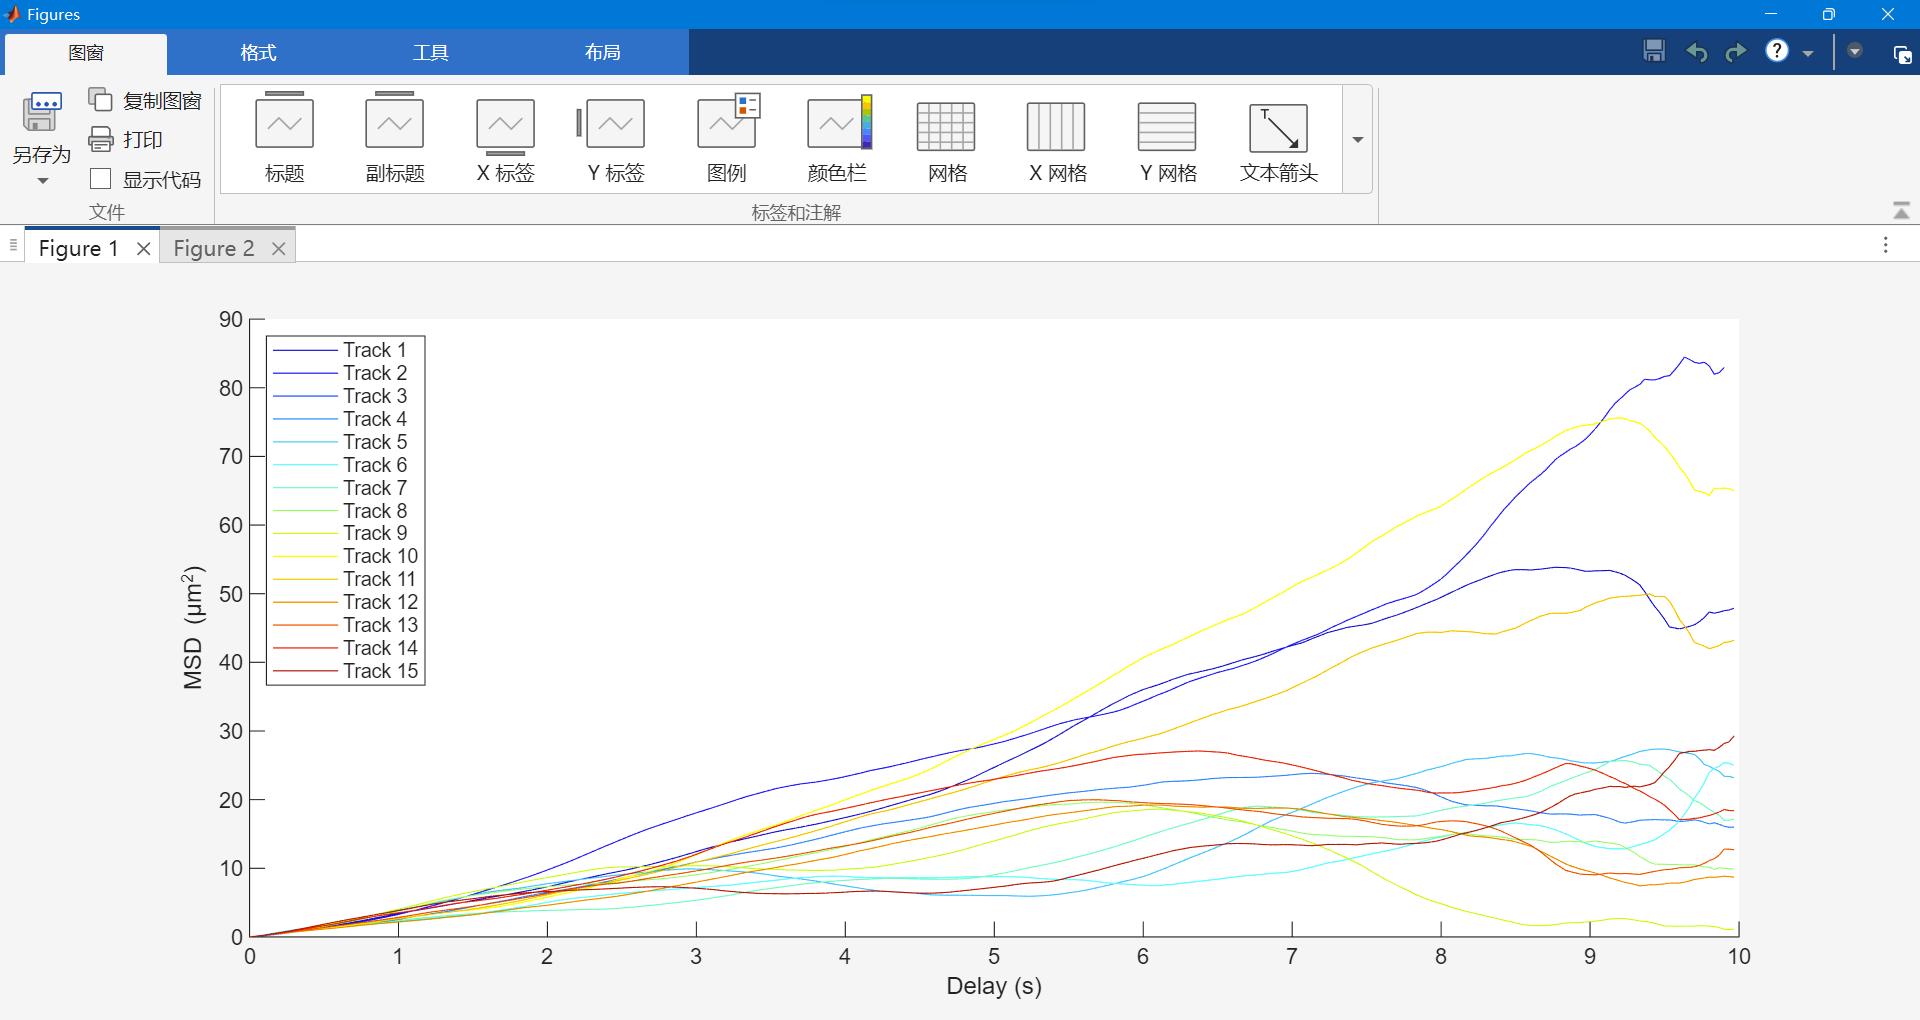 Figures
图窗 格式 工具 布局
另存为
复制图窗
打印
显示代码
文件
标题 副标题 X 标签 Y 标签 图例 颜色栏 网格 X 网格 Y 网格 文本箭头
标签和注解
Figure 1 Figure 2
90
80
70
60
50
40
30
20
10
0
MSD (μm²)
Track 1
Track 2
Track 3
Track 4
Track 5
Track 6
Track 7
Track 8
Track 9
Track 10
Track 11
Track 12
Track 13
Track 14
Track 15
0 1 2 3 4 5 6 7 8 9 10
Delay (s)